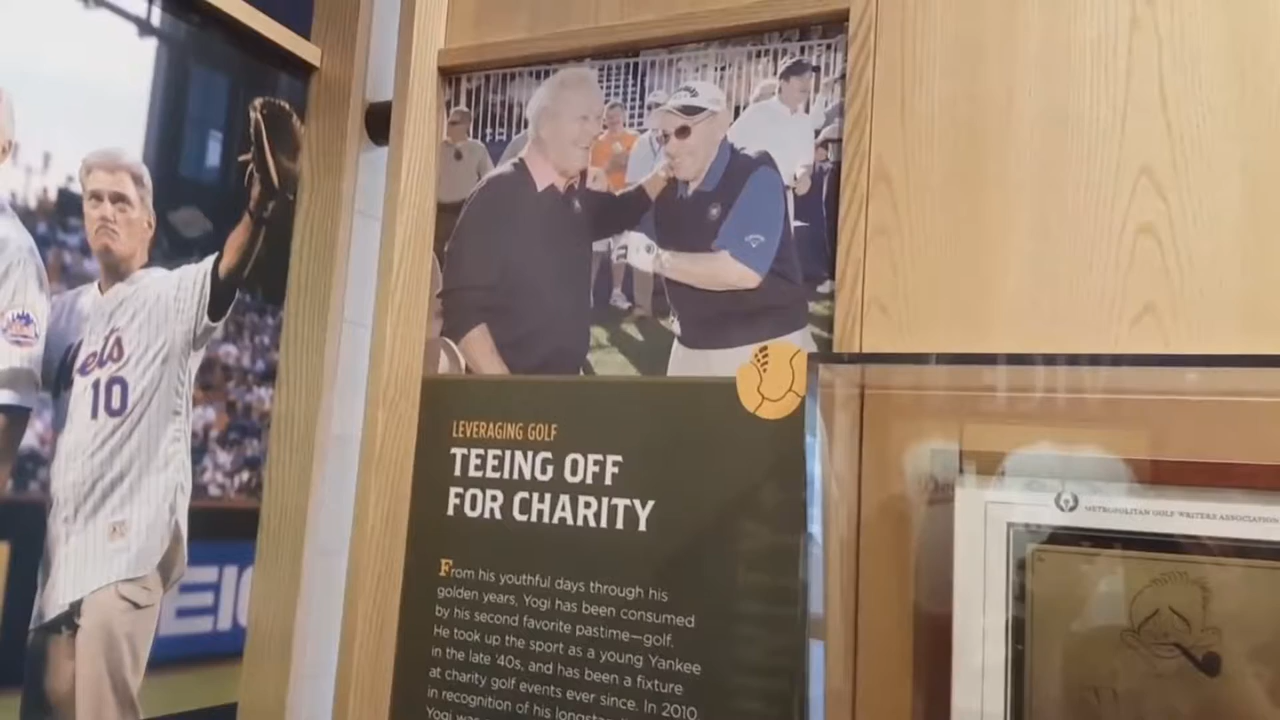 Mets
10
GEIC
LEVERAGING GOLF
TEEING OFF
FOR CHARITY
From his youthful days through his
golden years, Yogi has been consumed
by his second favorite pastime—golf.
He took up the sport as a young Yankee
in the late '40s, and has been a fixture
at charity golf events ever since. In 2010
in recognition of his
Yogi
METROPOLITAN GOLF WRITERS ASSOCIATION